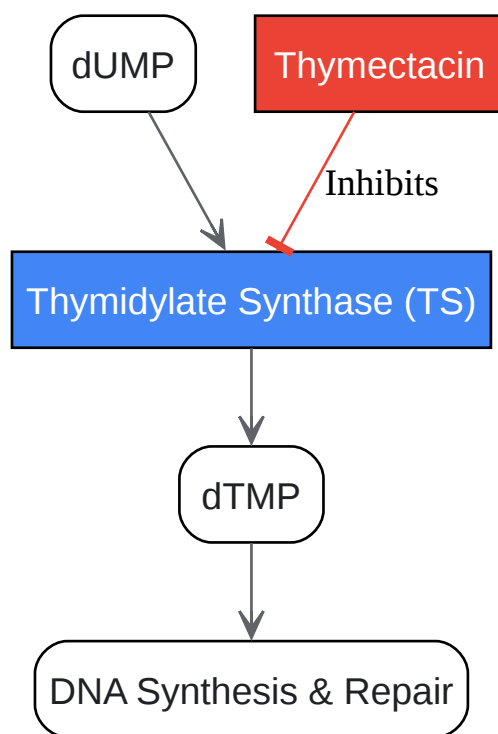 dUMP
Thymectacin
Inhibits
Thymidylate Synthase (TS)
dTMP
DNA Synthesis & Repair